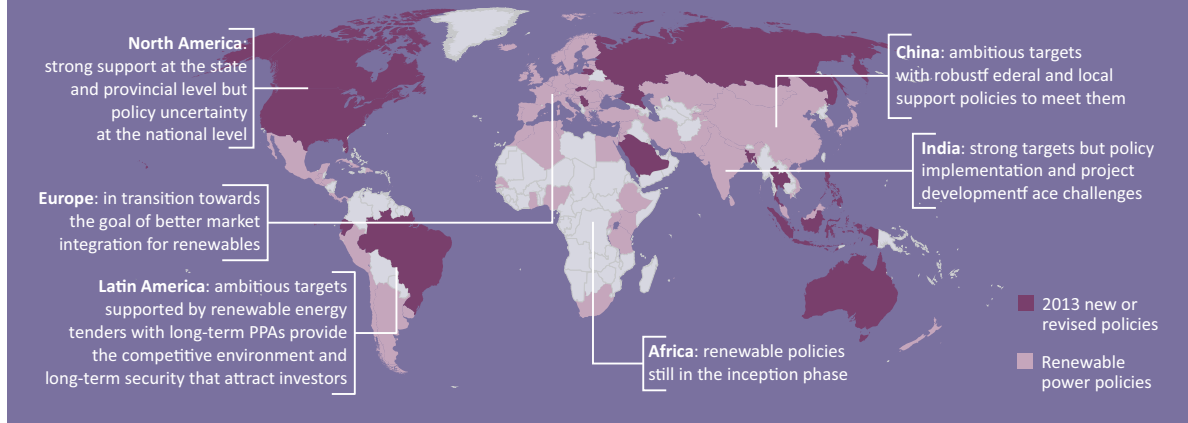 North America:
strong support at the state
and provincial level but
policy uncertainty
at the national level
Europe: in transition towards
the goal of better market
integration for renewables
Latin America: ambitious targets
supported by renewable energy
tenders with long-term PPAs provide
the competitive environment and
long-term security that attract investors
Africa: renewable policies
still in the inception phase
China: ambitious targets
with robustf ederal and local
support policies to meet them
India: strong targets but policy
implementation and project
developmentf ace challenges
2013 new or
revised policies
Renewable
power policies